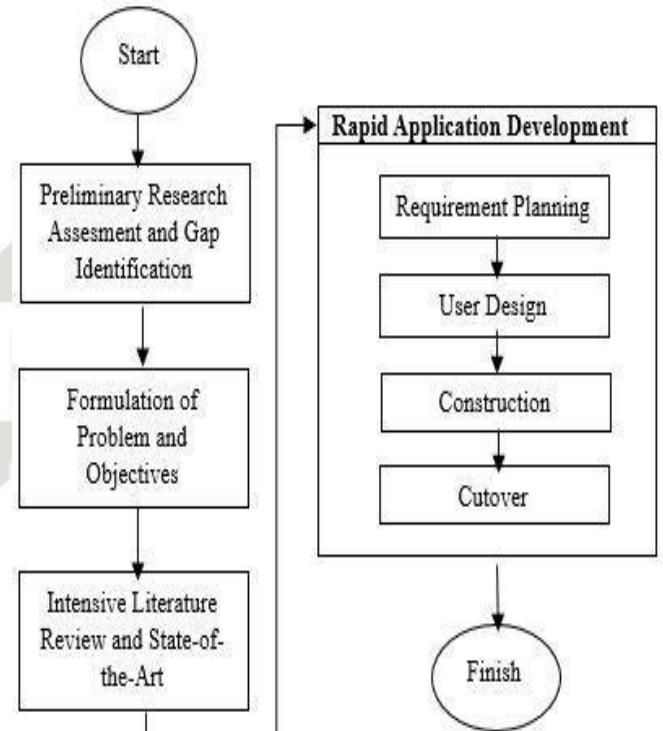 Start
Preliminary Research
Assesment and Gap
Identification
Formulation of
Problem and
Objectives
Intensive Literature
Review and State-of-
the-Art
Rapid Application Development
Requirement Planning
User Design
Construction
Cutover
Finish